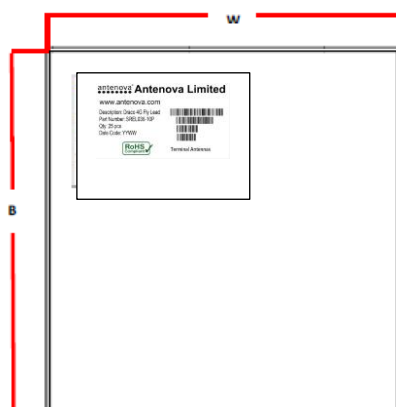 W
antenova Antenova Limited
www.antenova.com
Description: Draco 4G Fly Lead
Part Number: SREL036-10P
Qty: 25 pcs
Date Code: YYWW
RoHS
Compliant
Terminal Antennas
B